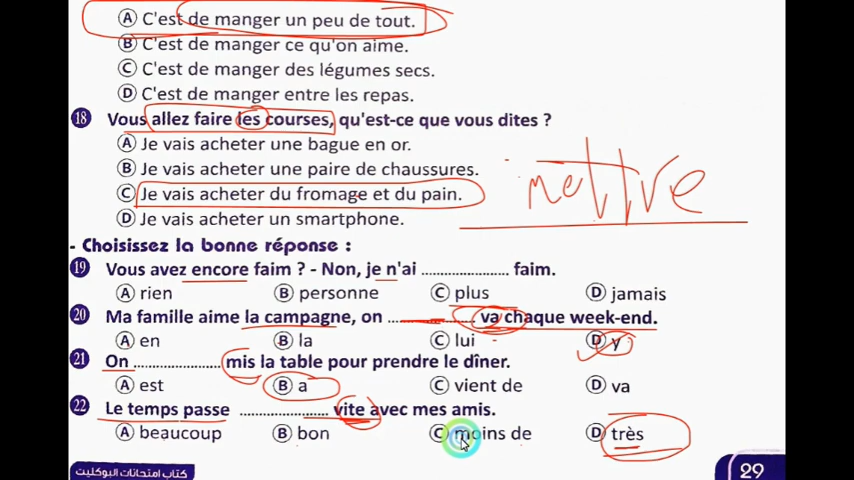 Ⓐ C'est de manger un peu de tout.
Ⓑ C'est de manger ce qu'on aime.
Ⓒ C'est de manger des légumes secs.
Ⓓ C'est de manger entre les repas.
18 Vous allez faire les courses, qu'est-ce que vous dites ?
Ⓐ Je vais acheter une bague en or.
Ⓑ Je vais acheter une paire de chaussures.
Ⓒ Je vais acheter du fromage et du pain.
Ⓓ Je vais acheter un smartphone.
mettre
- Choisissez la bonne réponse :
19 Vous avez encore faim ? - Non, je n'ai ........................ faim.
Ⓐ rien Ⓑ personne Ⓒ plus Ⓓ jamais
20 Ma famille aime la campagne, on ........................ va chaque week-end.
Ⓐ en Ⓑ la Ⓒ lui Ⓓ y
21 On ........................ mis la table pour prendre le dîner.
Ⓐ est Ⓑ a Ⓒ vient de Ⓓ va
22 Le temps passe ........................ vite avec mes amis.
Ⓐ beaucoup Ⓑ bon Ⓒ moins de Ⓓ très
كتاب امتحانات البوكليت
29